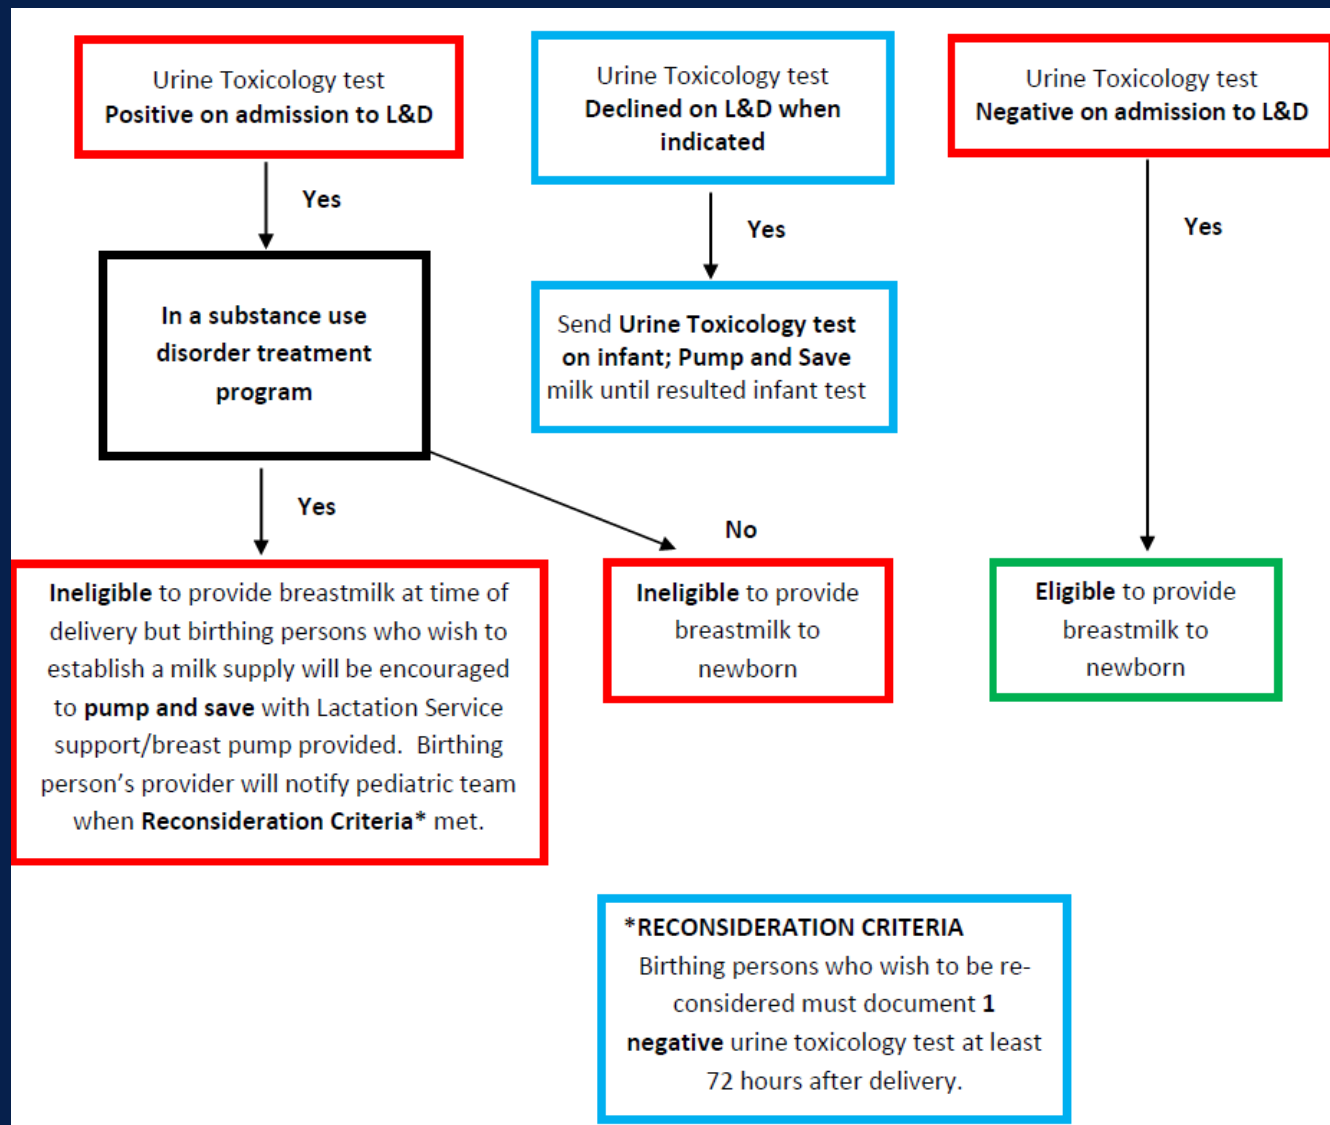 Urine Toxicology test
Positive on admission to L&D
Urine Toxicology test
Declined on L&D when
indicated
Urine Toxicology test
Negative on admission to L&D
Yes
Yes
Yes
In a substance use
disorder treatment
program
Send Urine Toxicology test
on infant; Pump and Save
milk until resulted infant test
Yes
No
Ineligible to provide breastmilk at time of
delivery but birthing persons who wish to
establish a milk supply will be encouraged
to pump and save with Lactation Service
support/breast pump provided. Birthing
person's provider will notify pediatric team
when Reconsideration Criteria* met.
Ineligible to provide
breastmilk to
newborn
Eligible to provide
breastmilk to
newborn
*RECONSIDERATION CRITERIA
Birthing persons who wish to be re-
considered must document 1
negative urine toxicology test at least
72 hours after delivery.